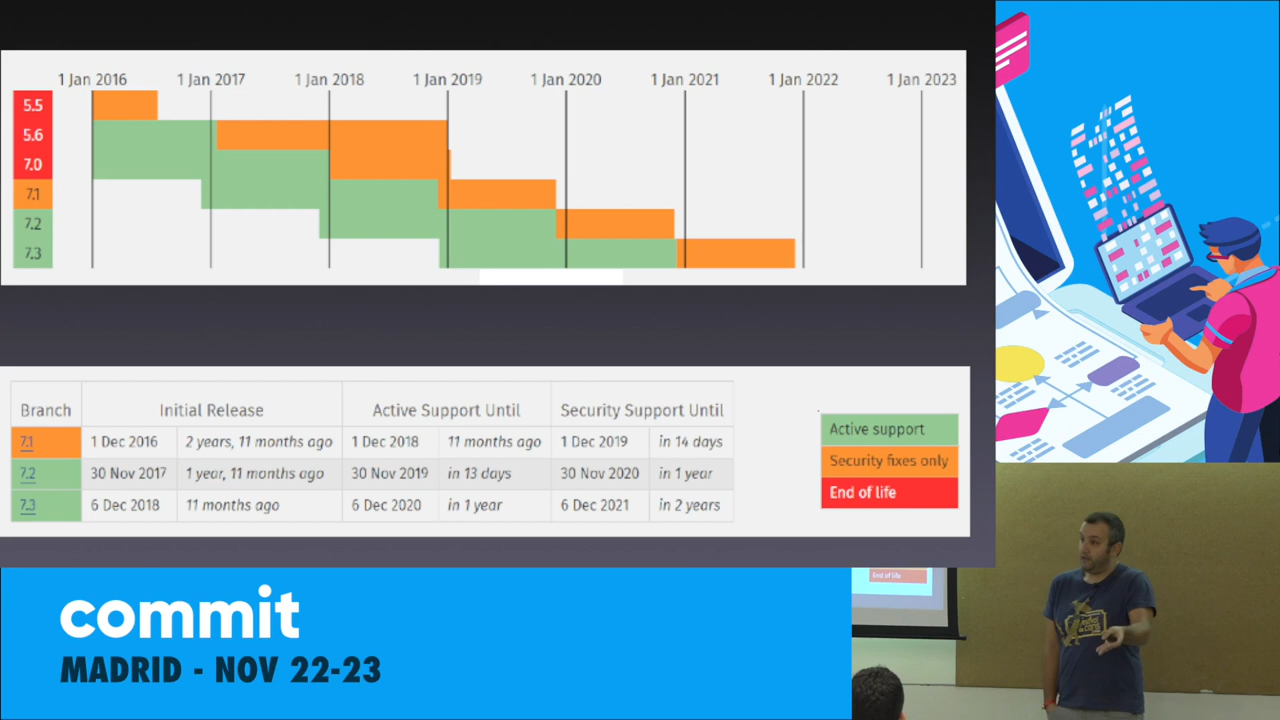 1 Jan 2016 1 Jan 2017 1 Jan 2018 1 Jan 2019 1 Jan 2020 1 Jan 2021 1 Jan 2022 1 Jan 2023
5.5
5.6
7.0
7.1
7.2
7.3
Branch Initial Release Active Support Until Security Support Until
7.1 1 Dec 2016 2 years, 11 months ago 1 Dec 2018 11 months ago 1 Dec 2019 in 14 days
7.2 30 Nov 2017 1 year, 11 months ago 30 Nov 2019 in 13 days 30 Nov 2020 in 1 year
7.3 6 Dec 2018 11 months ago 6 Dec 2020 in 1 year 6 Dec 2021 in 2 years
Active support
Security fixes only
End of life
commit
MADRID - NOV 22-23
End of life